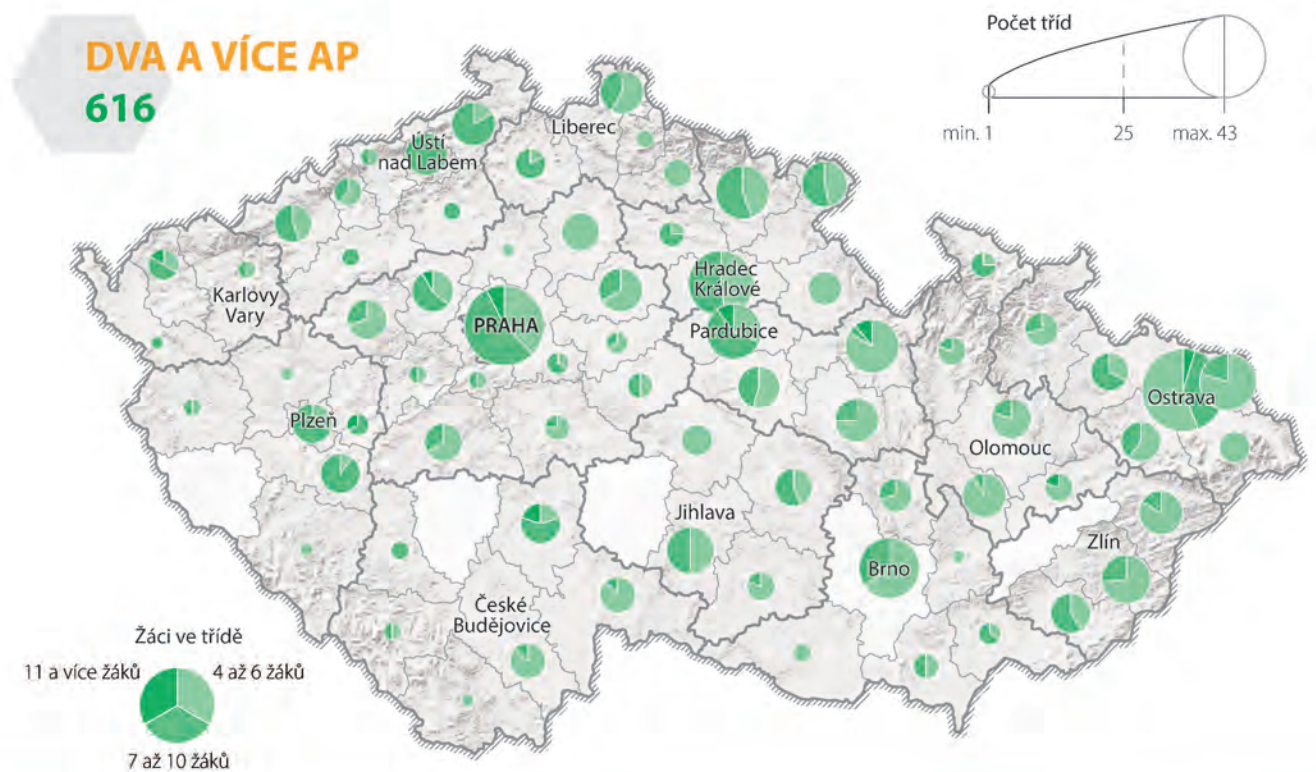 DVA A VÍCE AP
616
Počet tříd
min. 1
25
max. 43
Liberec
Ústí
nad Labem
Karlovy
Vary
Hradec
Králové
PRAHA
Pardubice
Ostrava
Plzeň
Olomouc
Jihlava
Zlín
Brno
České
Budějovice
Žáci ve třídě
11 a více žáků
4 až 6 žáků
7 až 10 žáků